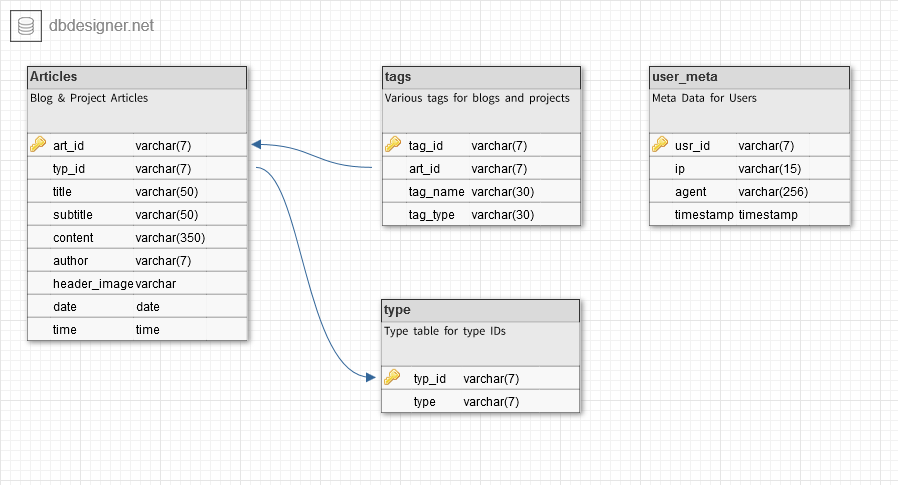 dbdesigner.net
Articles
Blog & Project Articles
art_id varchar(7)
typ_id varchar(7)
title varchar(50)
subtitle varchar(50)
content varchar(350)
author varchar(7)
header_image varchar
date date
time time
tags
Various tags for blogs and projects
tag_id varchar(7)
art_id varchar(7)
tag_name varchar(30)
tag_type varchar(30)
user_meta
Meta Data for Users
usr_id varchar(7)
ip varchar(15)
agent varchar(256)
timestamp timestamp
type
Type table for type IDs
typ_id varchar(7)
type varchar(7)